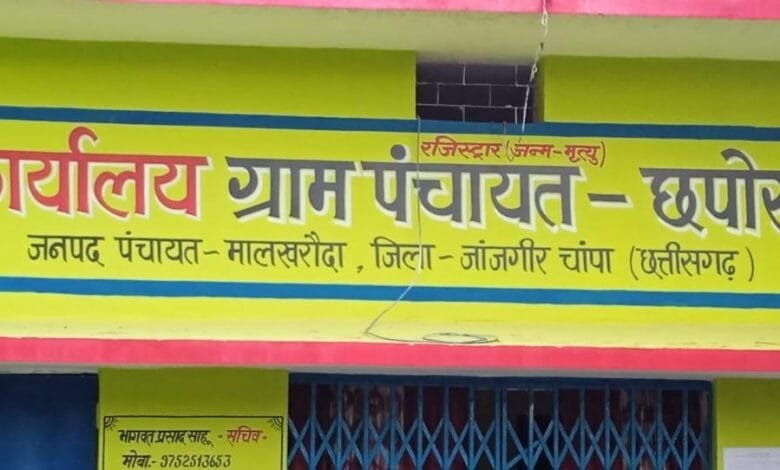 रजिस्ट्रार (जन्म-मृत्यु)
कार्यालय ग्राम पंचायत - छपोरा
जनपद पंचायत - मालखरौदा, जिला - जांजगीर चांपा (छत्तीसगढ़)
भागवत प्रसाद साहू - सचिव -
मोबा.- 9752513653